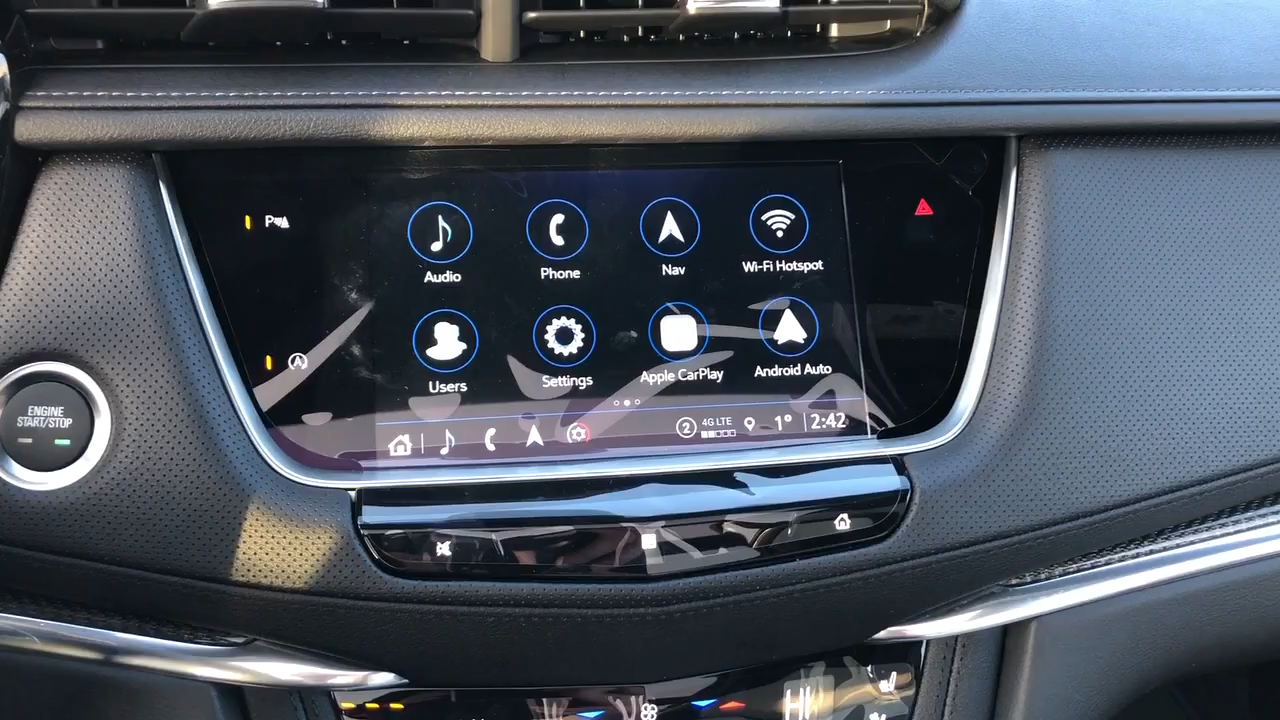 P
Audio
Phone
Nav
Wi-Fi Hotspot
A
Users
Settings
Apple CarPlay
Android Auto
ENGINE
START/STOP
2 4G LTE 1° 2:42
HI